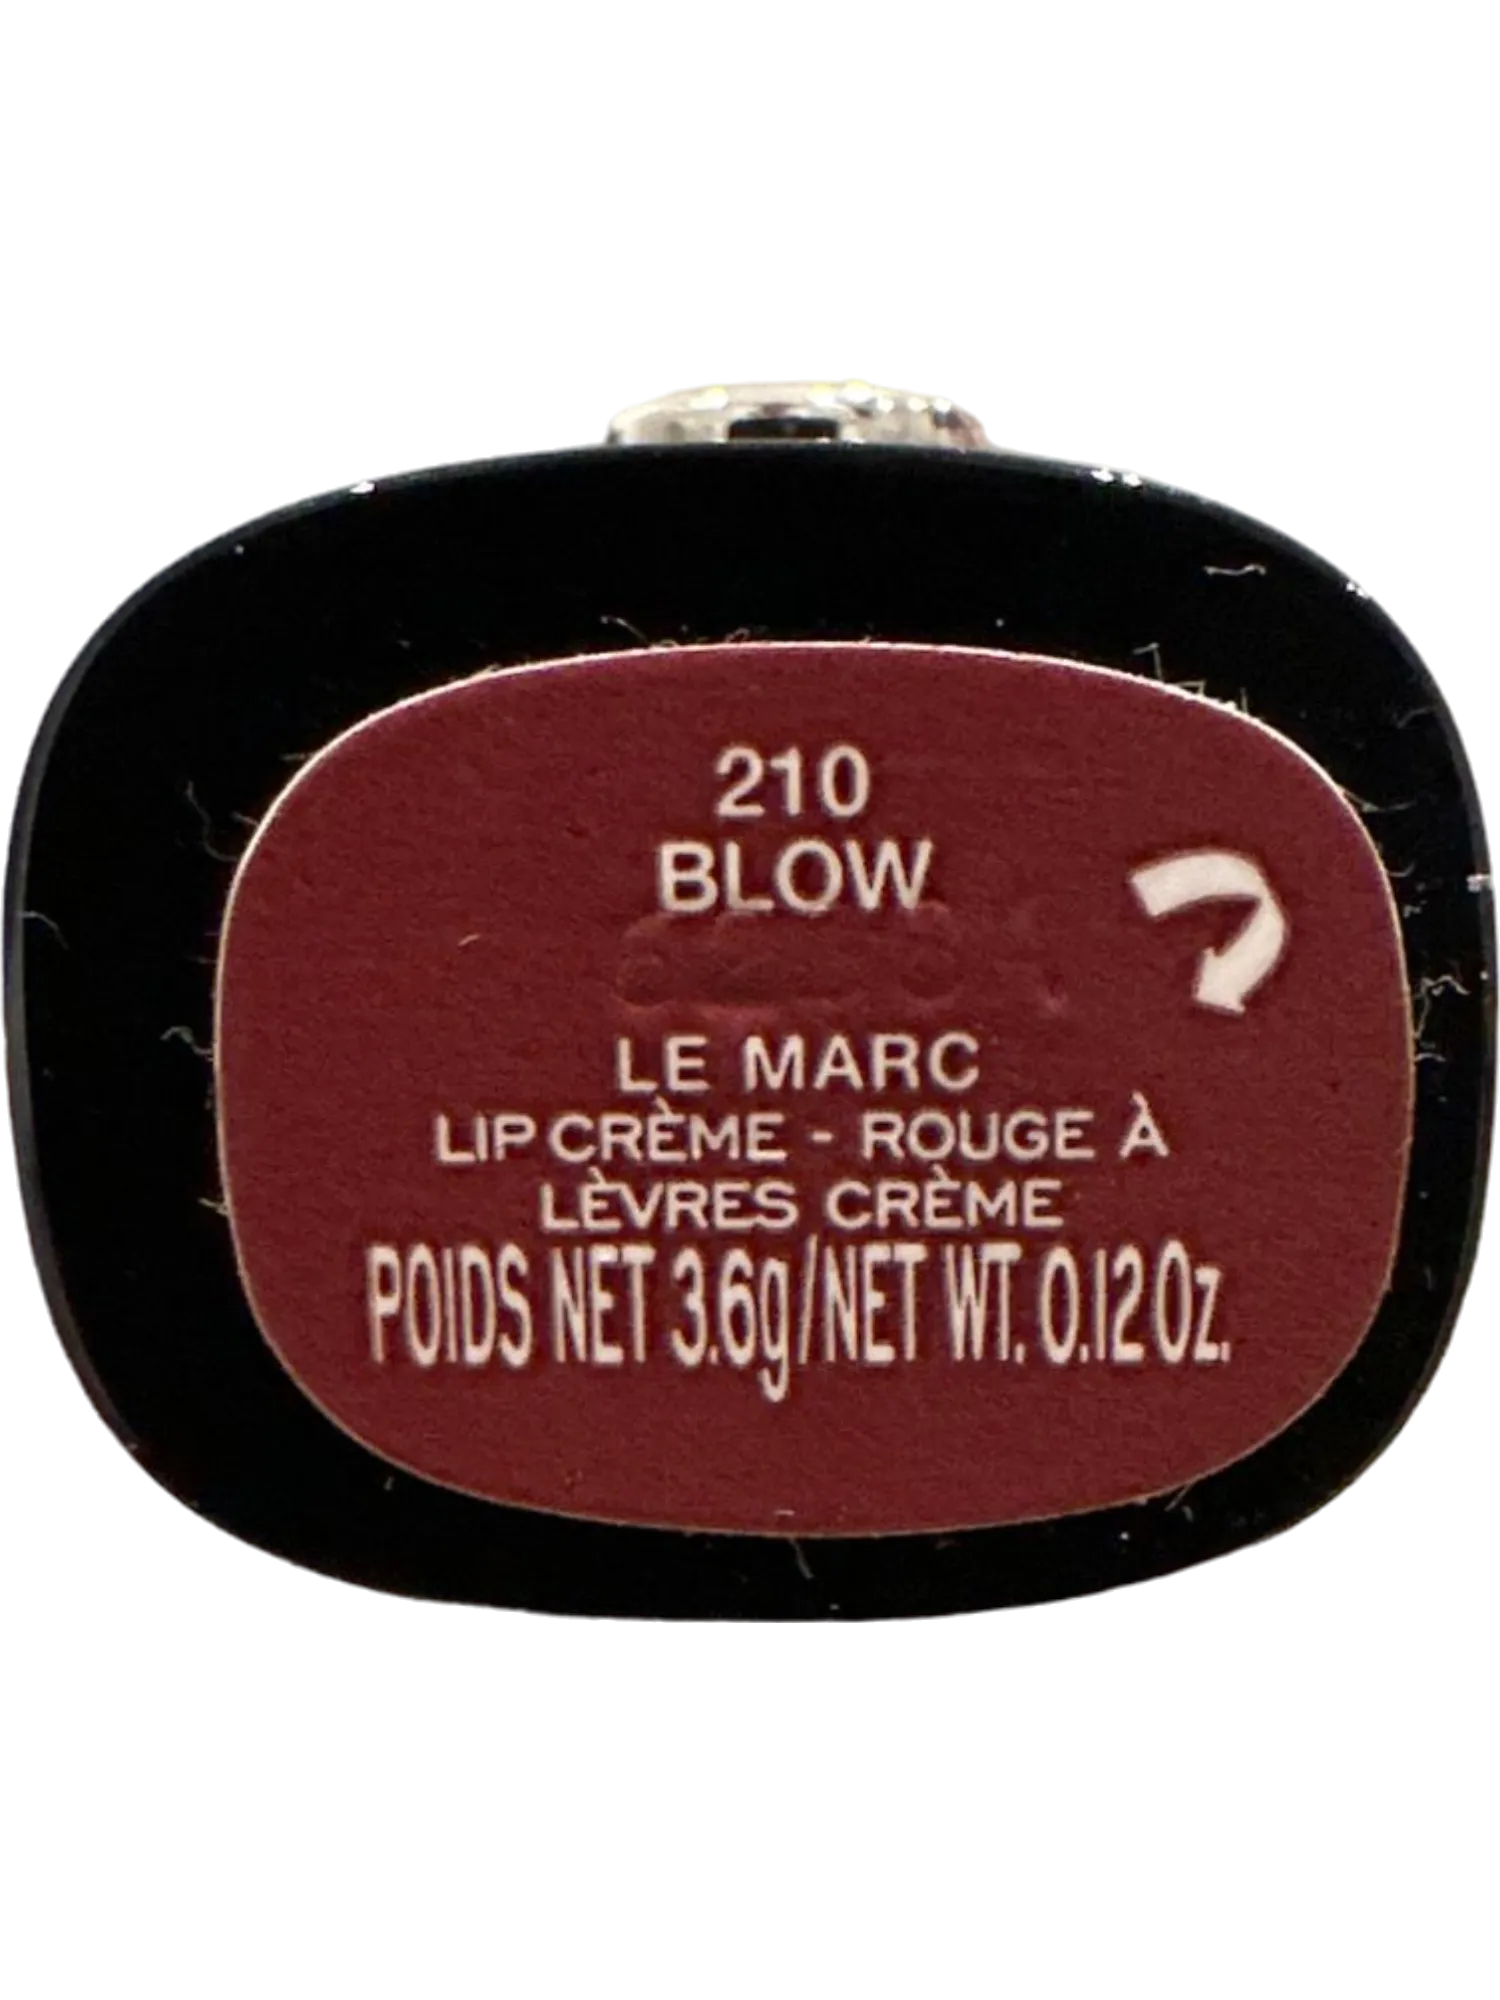 210
BLOW
LE MARC
LIP CRÈME - ROUGE À
LÈVRES CRÈME
POIDS NET 3.6g/NET WT. 0.12 Oz.